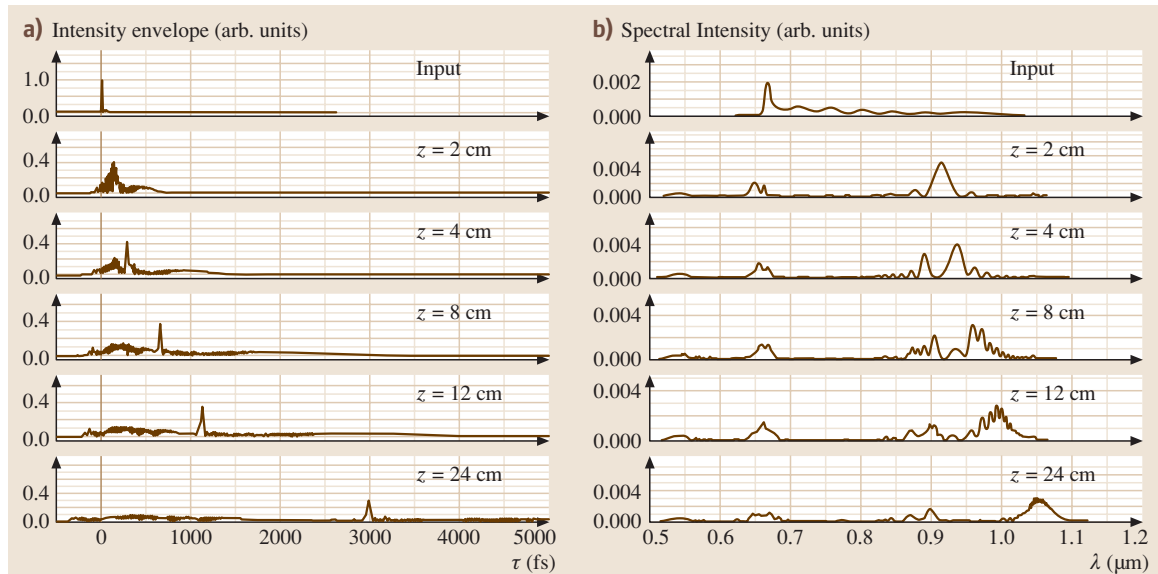 a) Intensity envelope (arb. units)
Input
1.0
0.0
z = 2 cm
0.4
0.0
z = 4 cm
0.4
0.0
z = 8 cm
0.4
0.0
z = 12 cm
0.4
0.0
z = 24 cm
0.4
0.0
0 1000 2000 3000 4000 5000
τ (fs)
b) Spectral Intensity (arb. units)
Input
0.002
0.000
z = 2 cm
0.004
0.000
z = 4 cm
0.004
0.000
z = 8 cm
0.004
0.000
z = 12 cm
0.004
0.000
z = 24 cm
0.004
0.000
0.5 0.6 0.7 0.8 0.9 1.0 1.1 1.2
λ (μm)